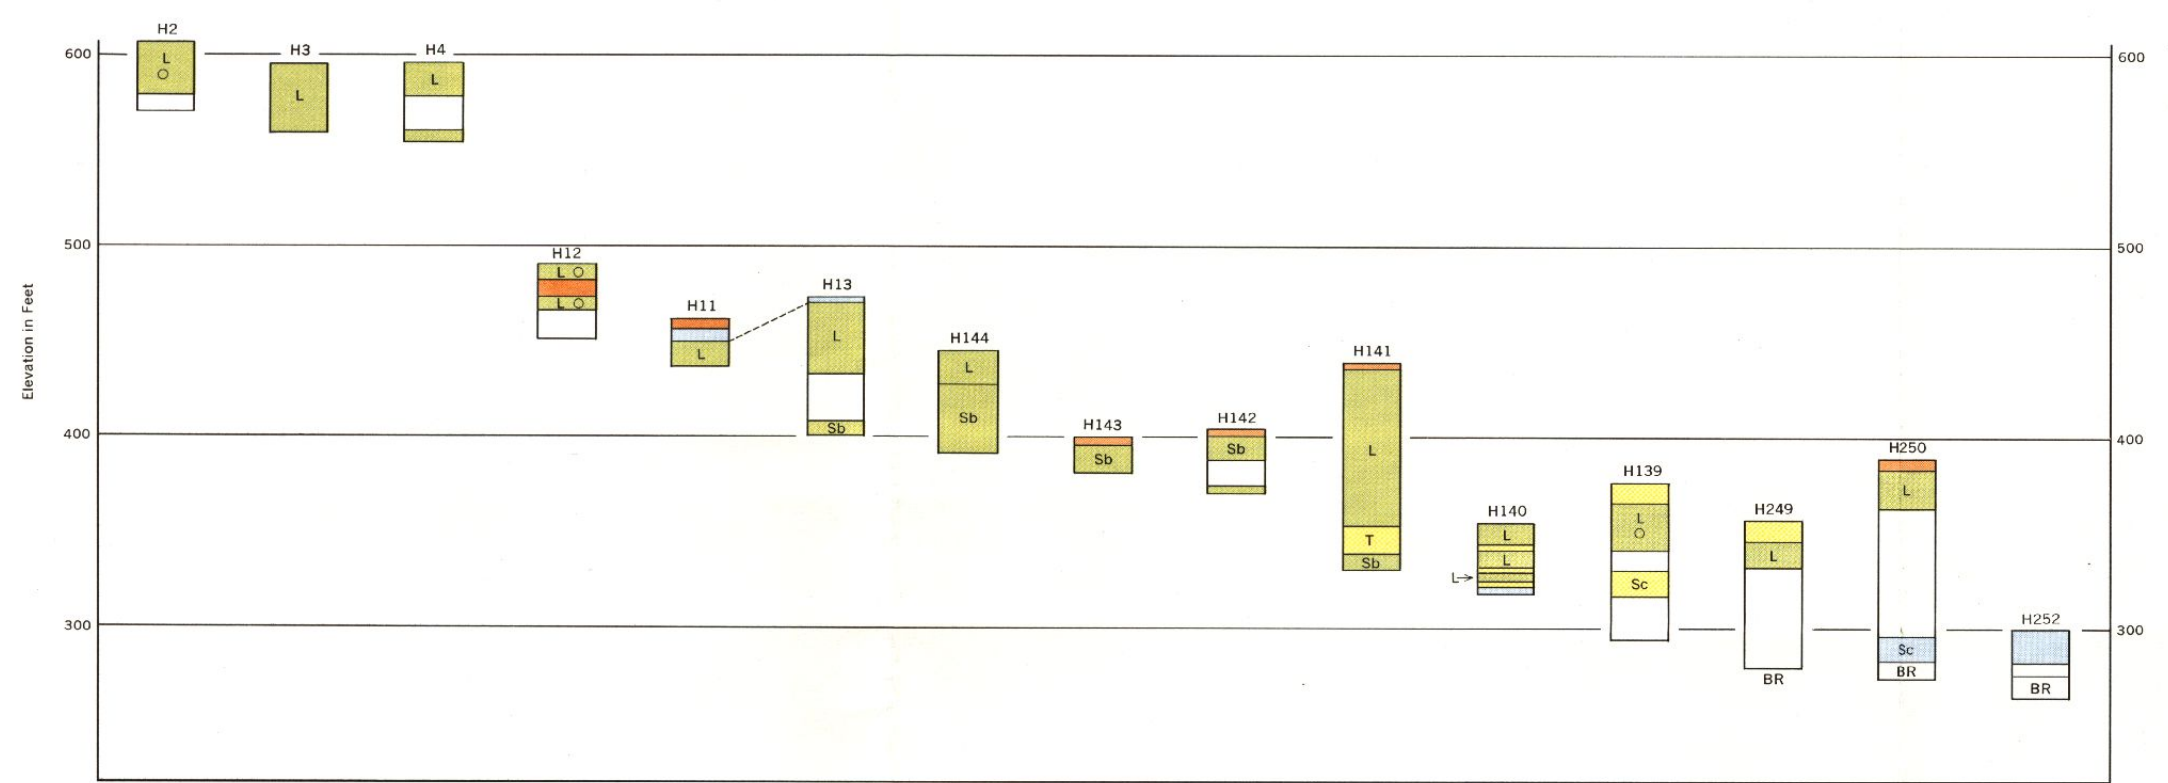 H2
600
H3
H4
600
L
L
L
500
500
H12
L
L
H11
L
H13
L
Sb
H144
L
Sb
H141
L
T
Sb
Elevation in Feet
400
H143
Sb
H142
Sb
400
H250
L
Sc
BR
H139
L
Sc
H140
L
L
L→
H249
L
BR
300
300
H252
BR